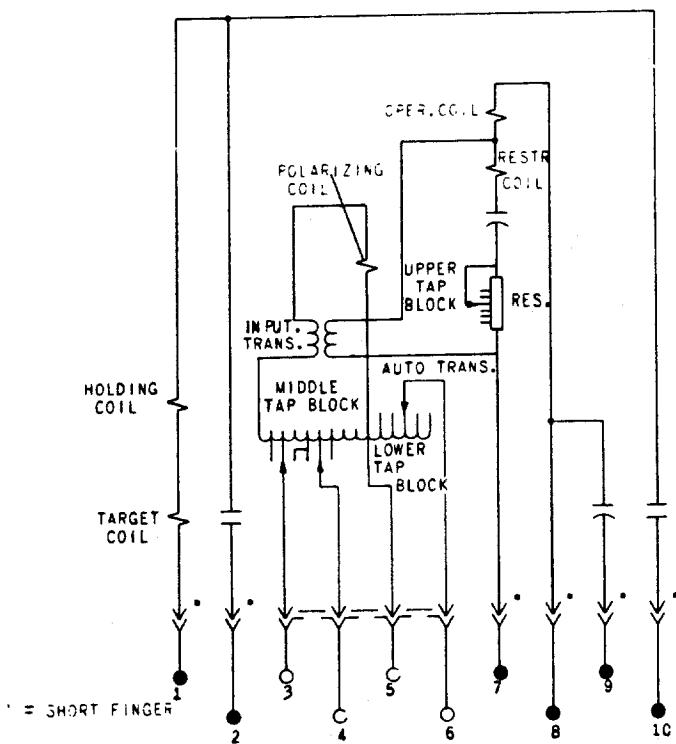 OPER. COIL
RESTR
COIL
POLARIZING
COIL
UPPER
TAP
BLOCK
RES.
INPUT.
TRANS.
AUTO TRANS.
MIDDLE
TAP BLOCK
HOLDING
COIL
LOWER
TAP
BLOCK
TARGET
COIL
1
3
5
7
9
= SHORT FINGER
2
4
6
8
10